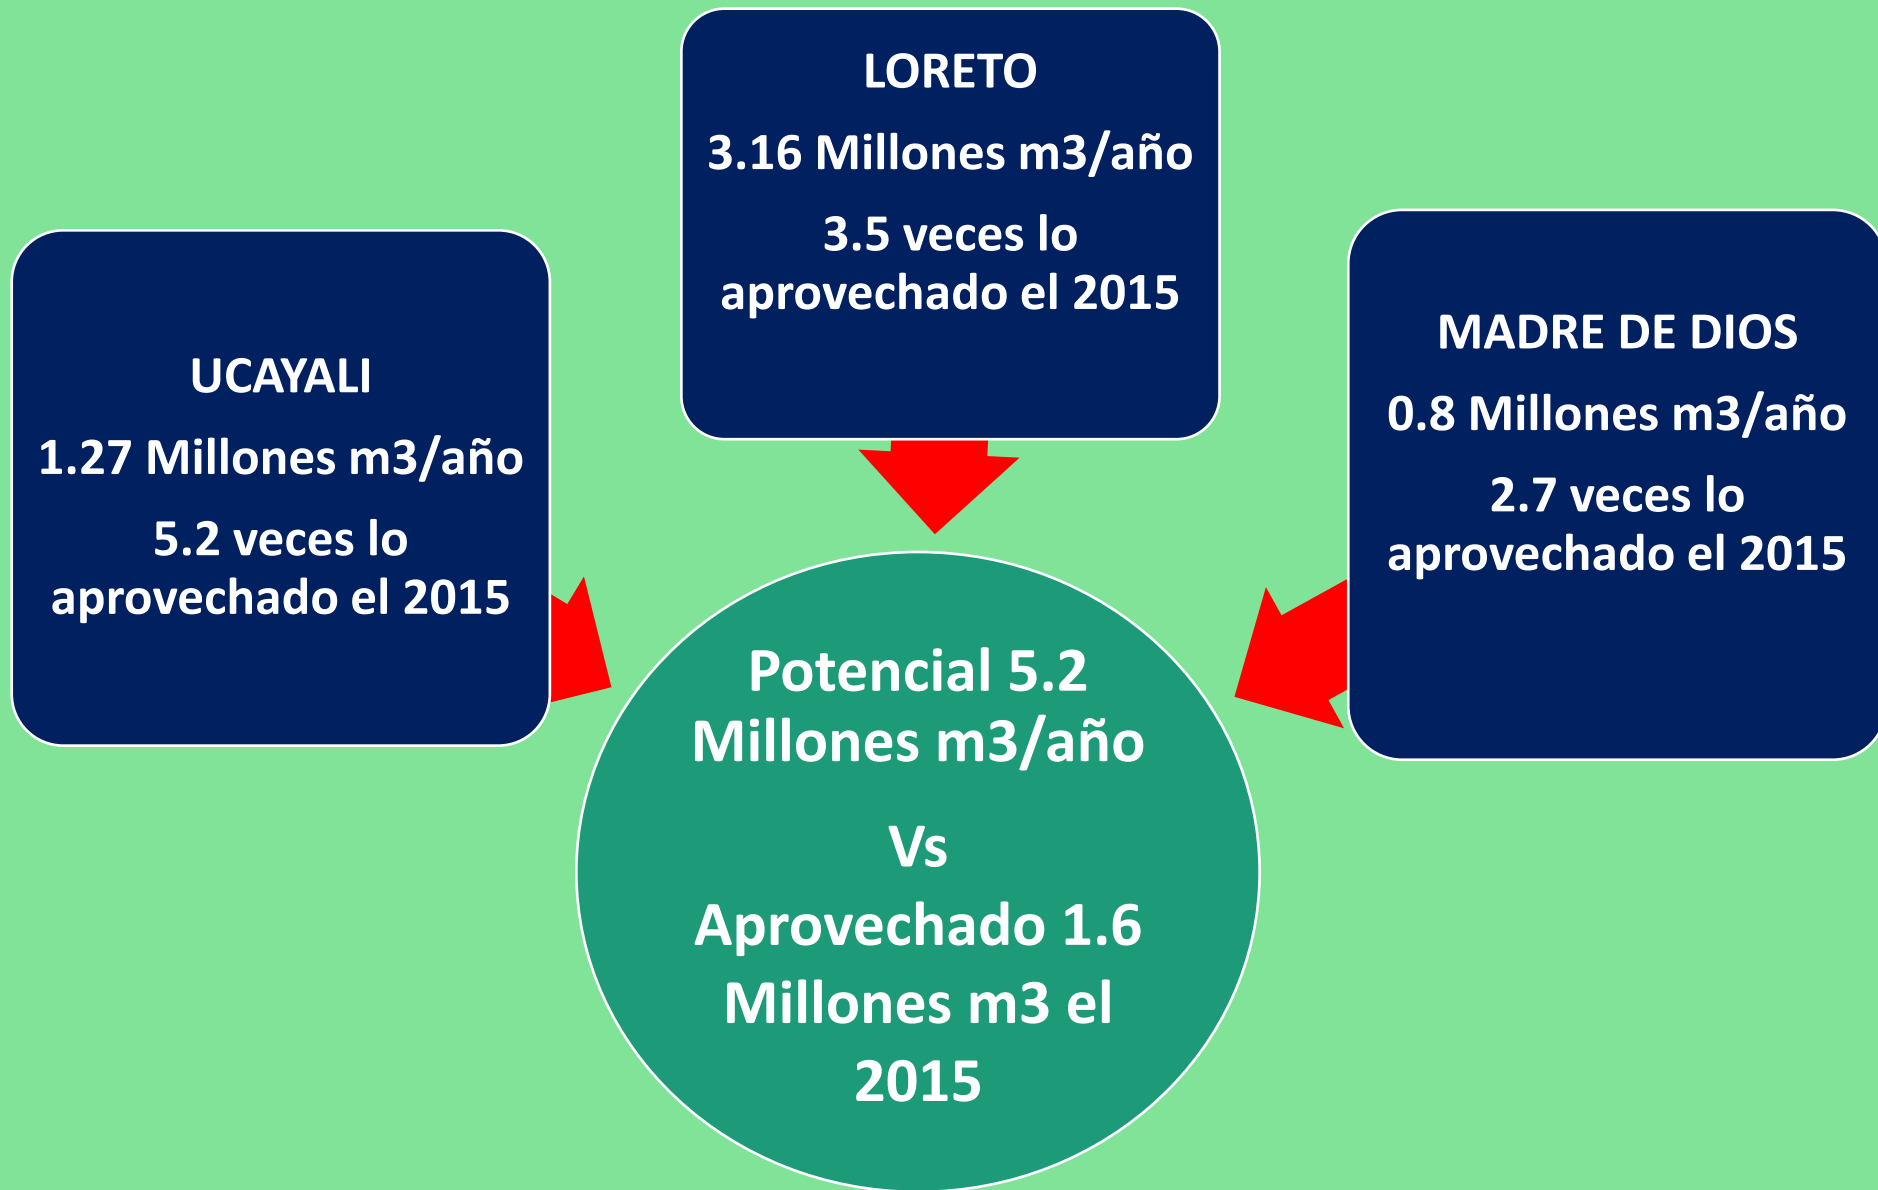 LORETO
3.16 Millones m3/año
3.5 veces lo
aprovechado el 2015
UCAYALI
1.27 Millones m3/año
5.2 veces lo
aprovechado el 2015
MADRE DE DIOS
0.8 Millones m3/año
2.7 veces lo
aprovechado el 2015
Potencial 5.2
Millones m3/año
Vs
Aprovechado 1.6
Millones m3 el
2015